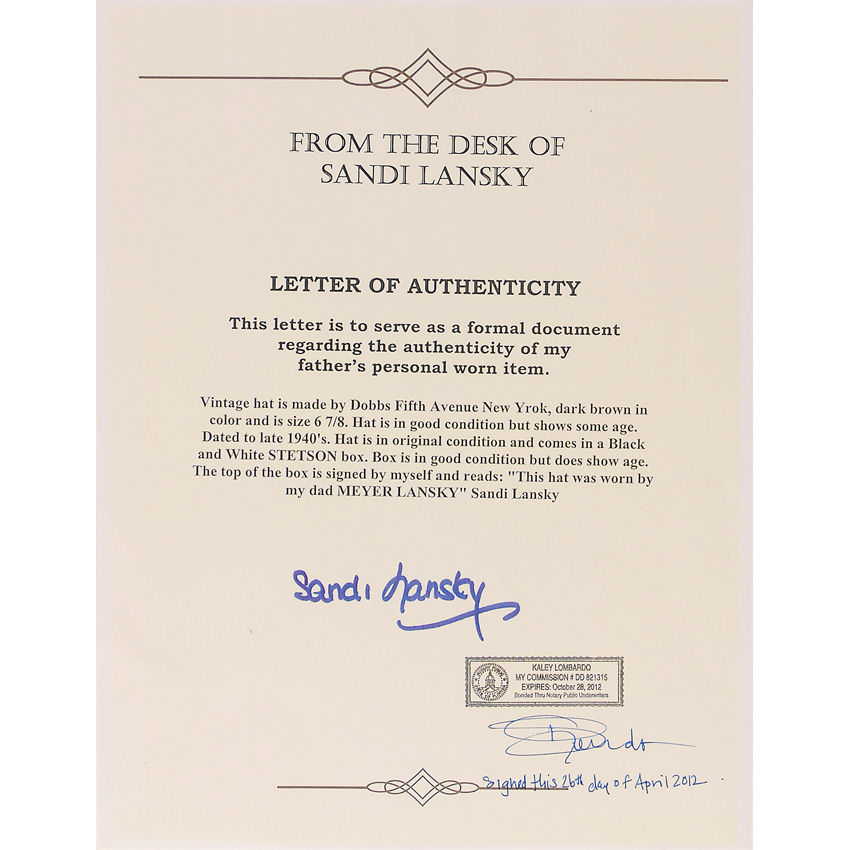 FROM THE DESK OF
SANDI LANSKY
LETTER OF AUTHENTICITY
This letter is to serve as a formal document
regarding the authenticity of my
father's personal worn item.
Vintage hat is made by Dobbs Fifth Avenue New Yrok, dark brown in
color and is size 6 7/8. Hat is in good condition but shows some age.
Dated to late 1940's. Hat is in original condition and comes in a Black
and White STETSON box. Box is in good condition but does show age.
The top of the box is signed by myself and reads: "This hat was worn by
my dad MEYER LANSKY" Sandi Lansky
Sandi Lansky
KALEY LOMBARDO
MY COMMISSION # DD 821315
EXPIRES: October 28, 2012
Bonded Thru Notary Public Underwriters
Signed this 26th day of April 2012